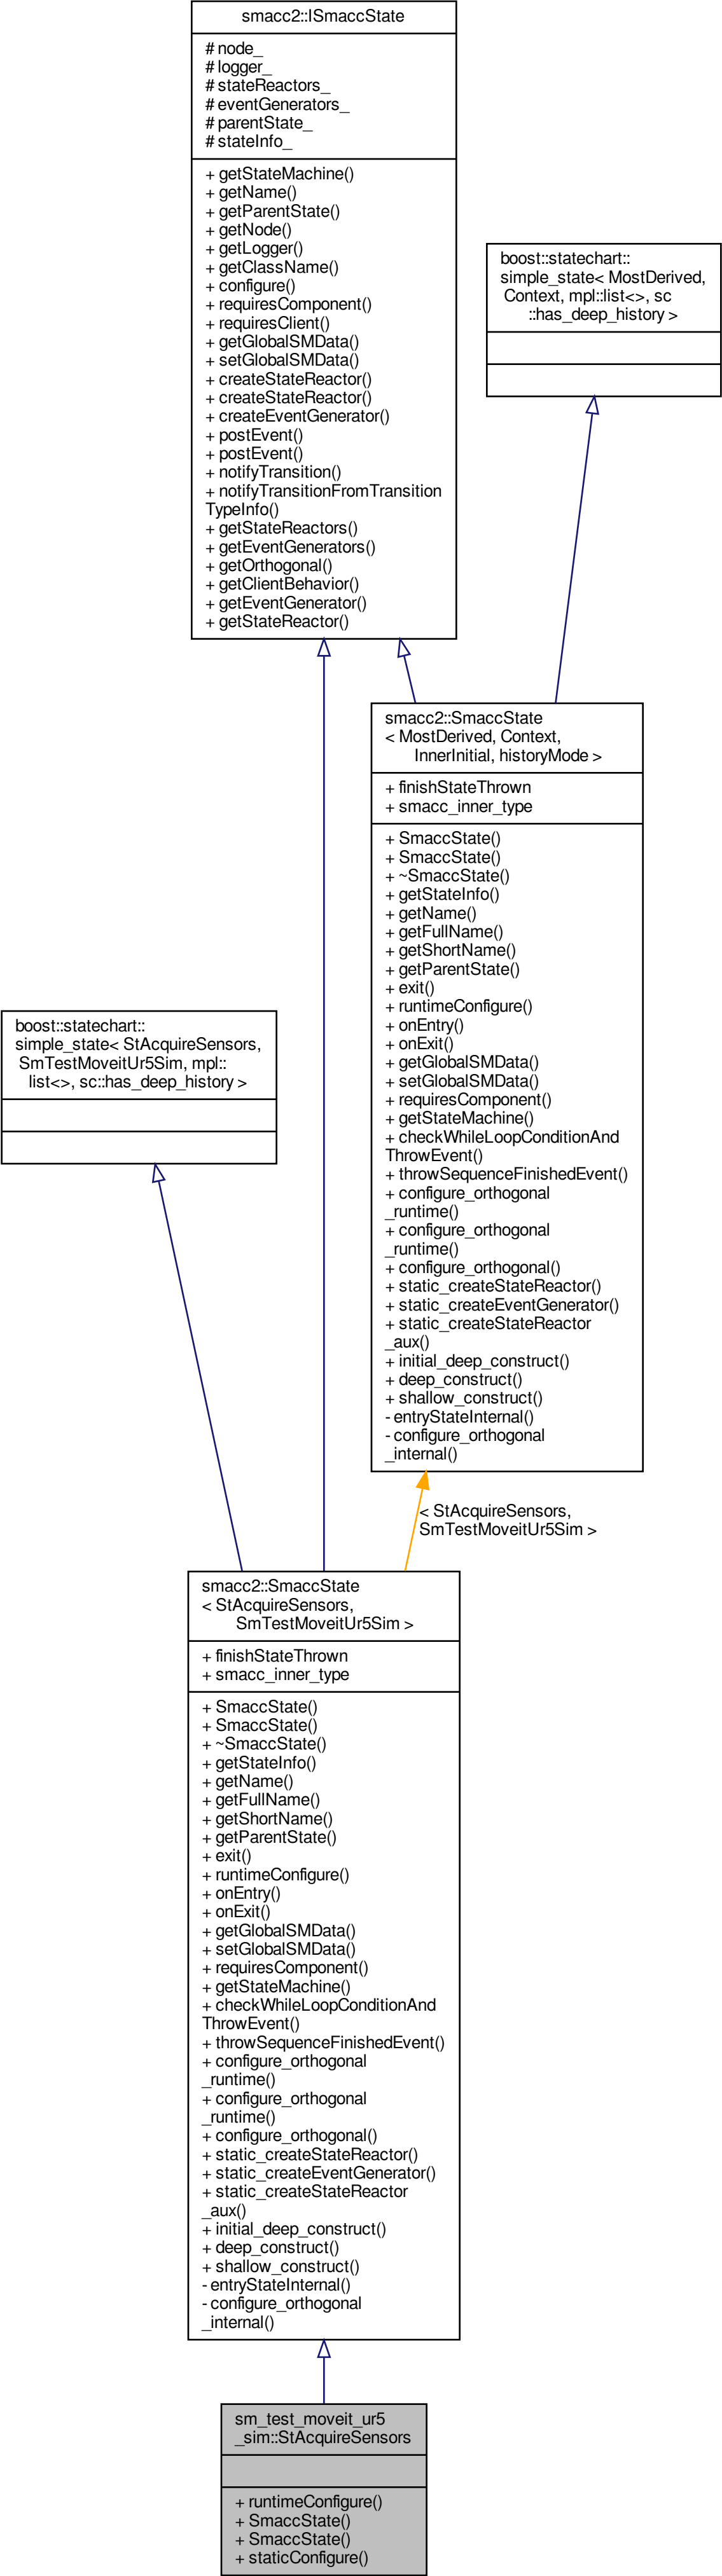 smacc2::ISmaccState
# node_
# logger_
# stateReactors_
# eventGenerators_
# parentState_
# stateInfo_
+ getStateMachine()
+ getName()
+ getParentState()
+ getNode()
+ getLogger()
+ getClassName()
+ configure()
+ requiresComponent()
+ requiresClient()
+ getGlobalSMData()
+ setGlobalSMData()
+ createStateReactor()
+ createStateReactor()
+ createEventGenerator()
+ postEvent()
+ postEvent()
+ notifyTransition()
+ notifyTransitionFromTransition
TypeInfo()
+ getStateReactors()
+ getEventGenerators()
+ getOrthogonal()
+ getClientBehavior()
+ getEventGenerator()
+ getStateReactor()
boost::statechart::
simple_state< MostDerived,
Context, mpl::list<>, sc
::has_deep_history >
smacc2::SmaccState
< MostDerived, Context,
InnerInitial, historyMode >
+ finishStateThrown
+ smacc_inner_type
+ SmaccState()
+ SmaccState()
+ ~SmaccState()
+ getStateInfo()
+ getName()
+ getFullName()
+ getShortName()
+ getParentState()
+ exit()
+ runtimeConfigure()
+ onEntry()
+ onExit()
+ getGlobalSMData()
+ setGlobalSMData()
+ requiresComponent()
+ getStateMachine()
+ checkWhileLoopConditionAnd
ThrowEvent()
+ throwSequenceFinishedEvent()
+ configure_orthogonal
_runtime()
+ configure_orthogonal
_runtime()
+ configure_orthogonal()
+ static_createStateReactor()
+ static_createEventGenerator()
+ static_createStateReactor
_aux()
+ initial_deep_construct()
+ deep_construct()
+ shallow_construct()
- entryStateInternal()
- configure_orthogonal
_internal()
boost::statechart::
simple_state< StAcquireSensors,
SmTestMoveitUr5Sim, mpl::
list<>, sc::has_deep_history >
< StAcquireSensors,
SmTestMoveitUr5Sim >
smacc2::SmaccState
< StAcquireSensors,
SmTestMoveitUr5Sim >
+ finishStateThrown
+ smacc_inner_type
+ SmaccState()
+ SmaccState()
+ ~SmaccState()
+ getStateInfo()
+ getName()
+ getFullName()
+ getShortName()
+ getParentState()
+ exit()
+ runtimeConfigure()
+ onEntry()
+ onExit()
+ getGlobalSMData()
+ setGlobalSMData()
+ requiresComponent()
+ getStateMachine()
+ checkWhileLoopConditionAnd
ThrowEvent()
+ throwSequenceFinishedEvent()
+ configure_orthogonal
_runtime()
+ configure_orthogonal
_runtime()
+ configure_orthogonal()
+ static_createStateReactor()
+ static_createEventGenerator()
+ static_createStateReactor
_aux()
+ initial_deep_construct()
+ deep_construct()
+ shallow_construct()
- entryStateInternal()
- configure_orthogonal
_internal()
sm_test_moveit_ur5
_sim::StAcquireSensors
+ runtimeConfigure()
+ SmaccState()
+ SmaccState()
+ staticConfigure()